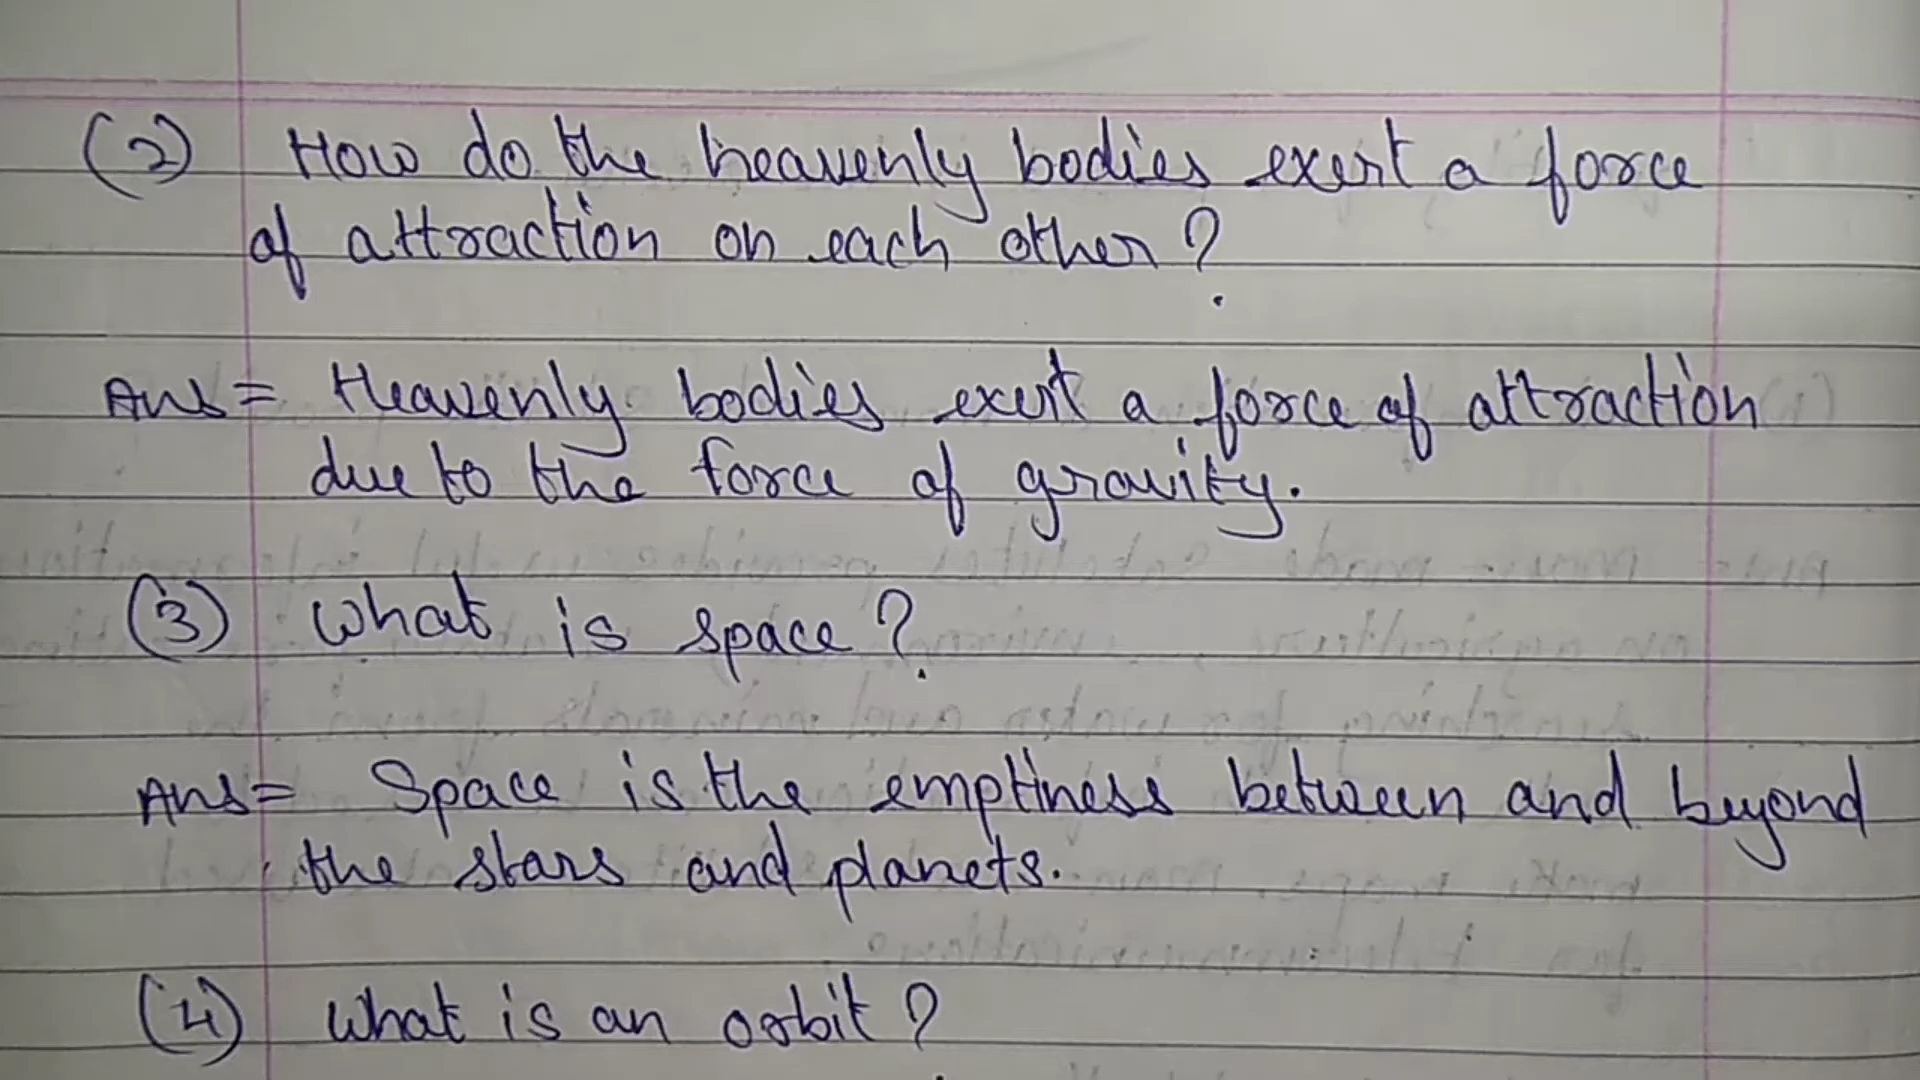 (2) How do the heavenly bodies exert a force
of attraction on each other?
Ans = Heavenly bodies exert a force of attraction
due to the force of gravity.
(3) What is space?
Ans = Space is the emptiness between and beyond
the stars and planets.
(4) What is an orbit?